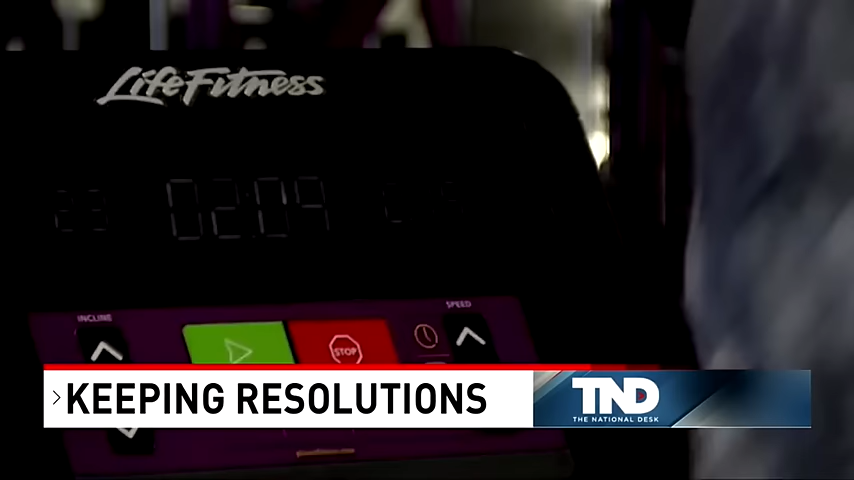 LifeFitness
02:09
INCLINE
SPEED
STOP
KEEPING RESOLUTIONS
TND
THE NATIONAL DESK